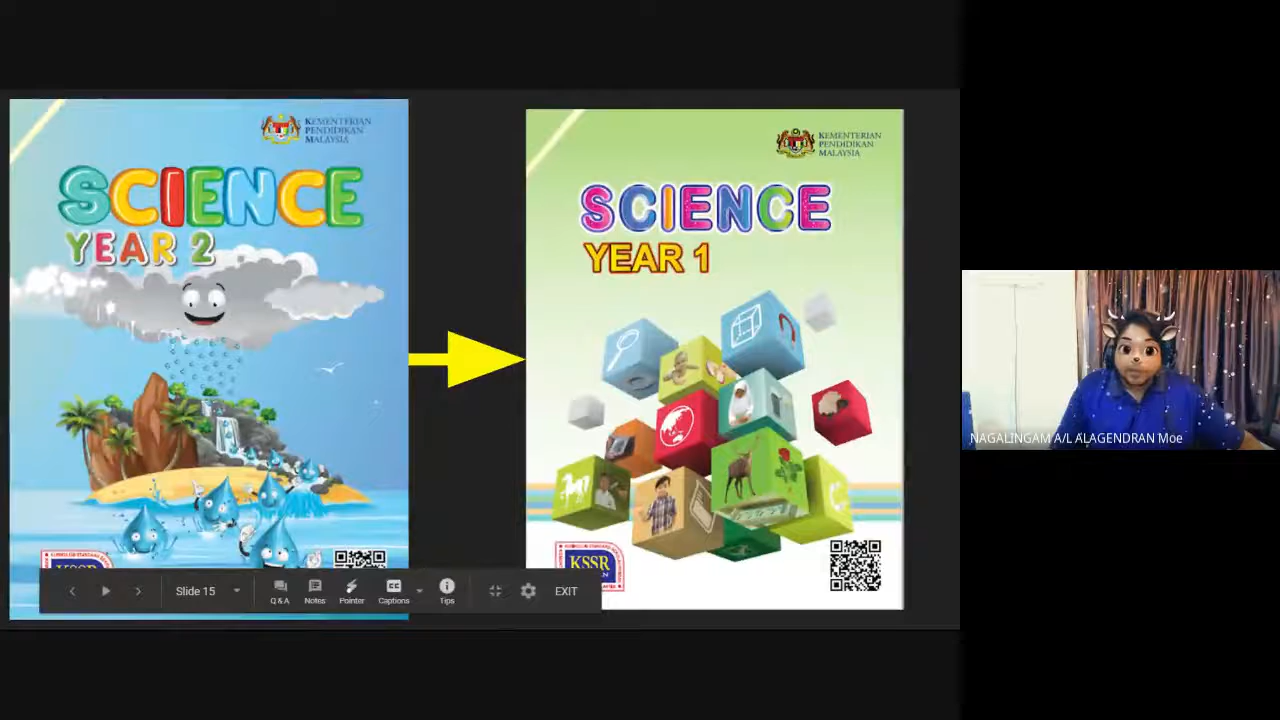 KEMENTERIAN
PENDIDIKAN
MALAYSIA
SCIENCE
YEAR 2
KSSR
KEMENTERIAN
PENDIDIKAN
MALAYSIA
SCIENCE
YEAR 1
KSSR
Slide 15
Q & A
Notes
Pointer
Captions
Tips
EXIT
NAGALINGAM A/L ALAGENDRAN Moe